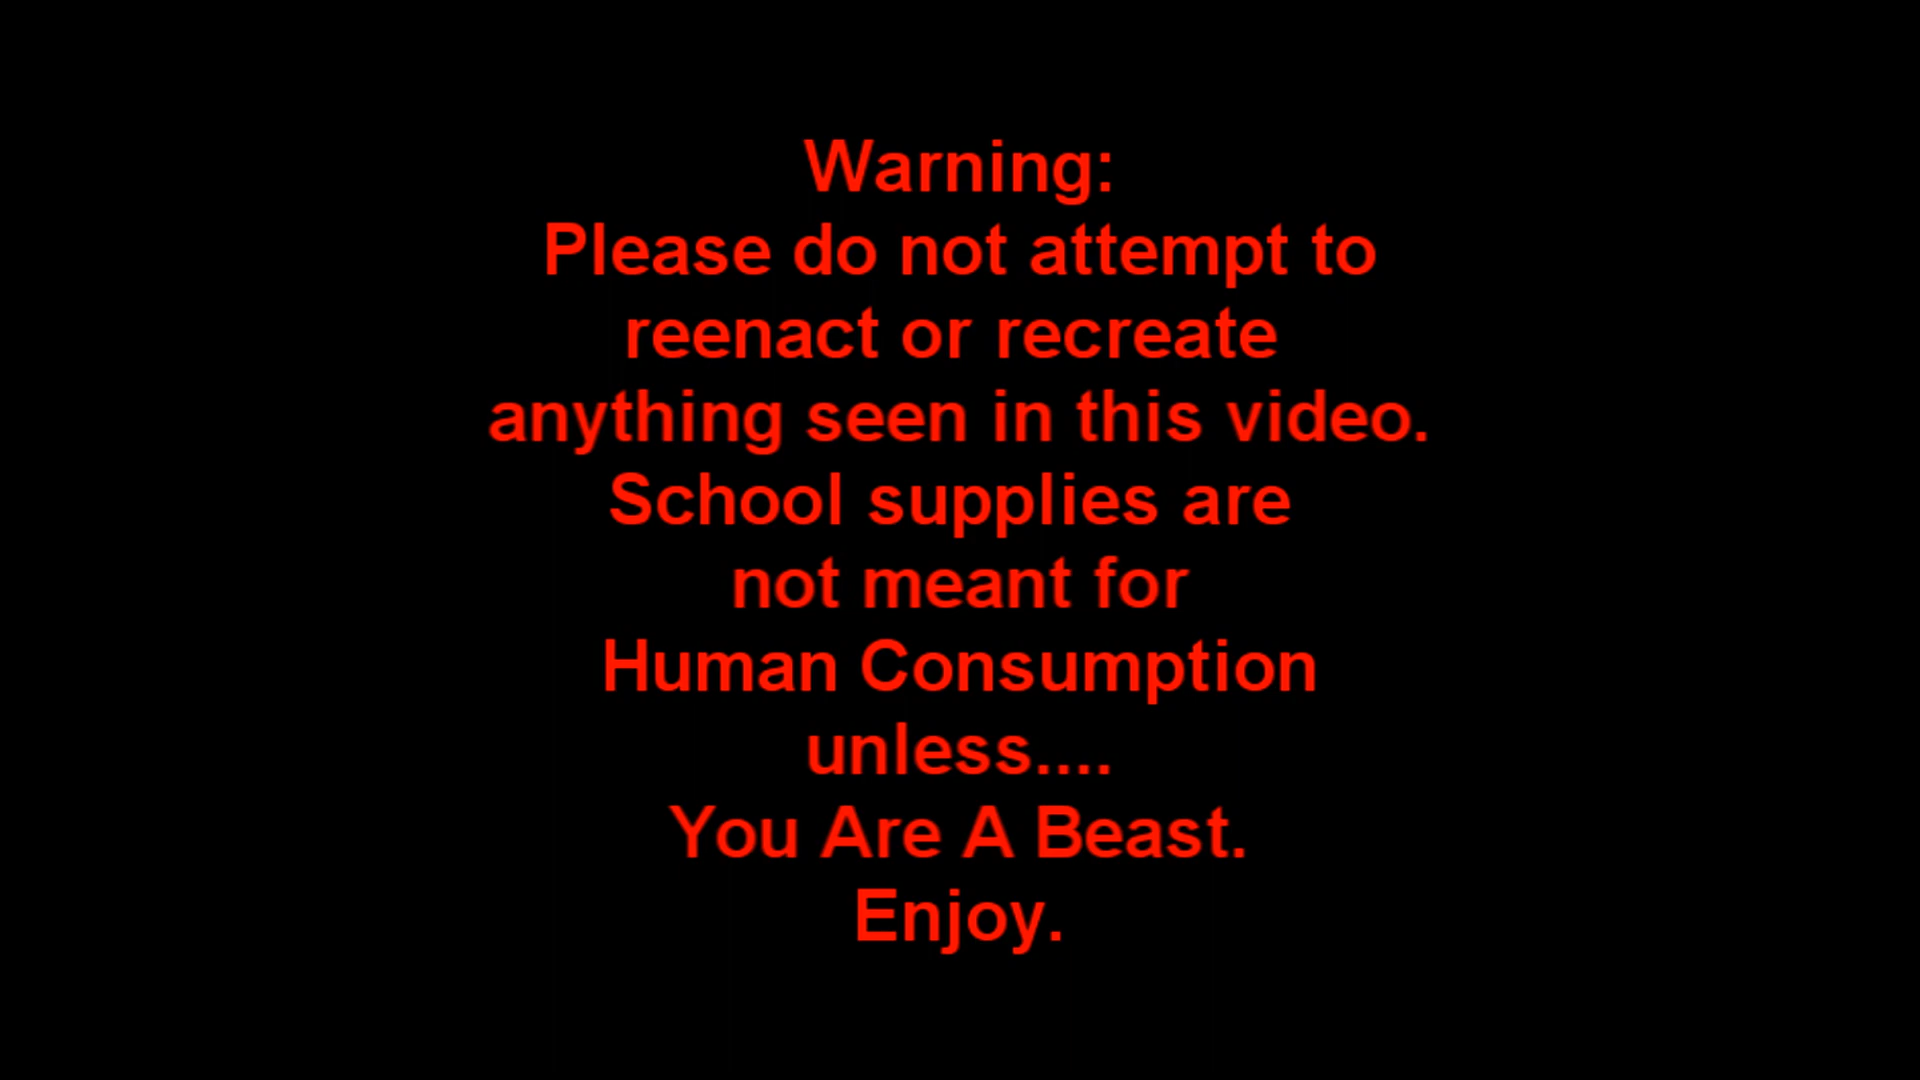 Warning:
Please do not attempt to
reenact or recreate
anything seen in this video.
School supplies are
not meant for
Human Consumption
unless....
You Are A Beast.
Enjoy.